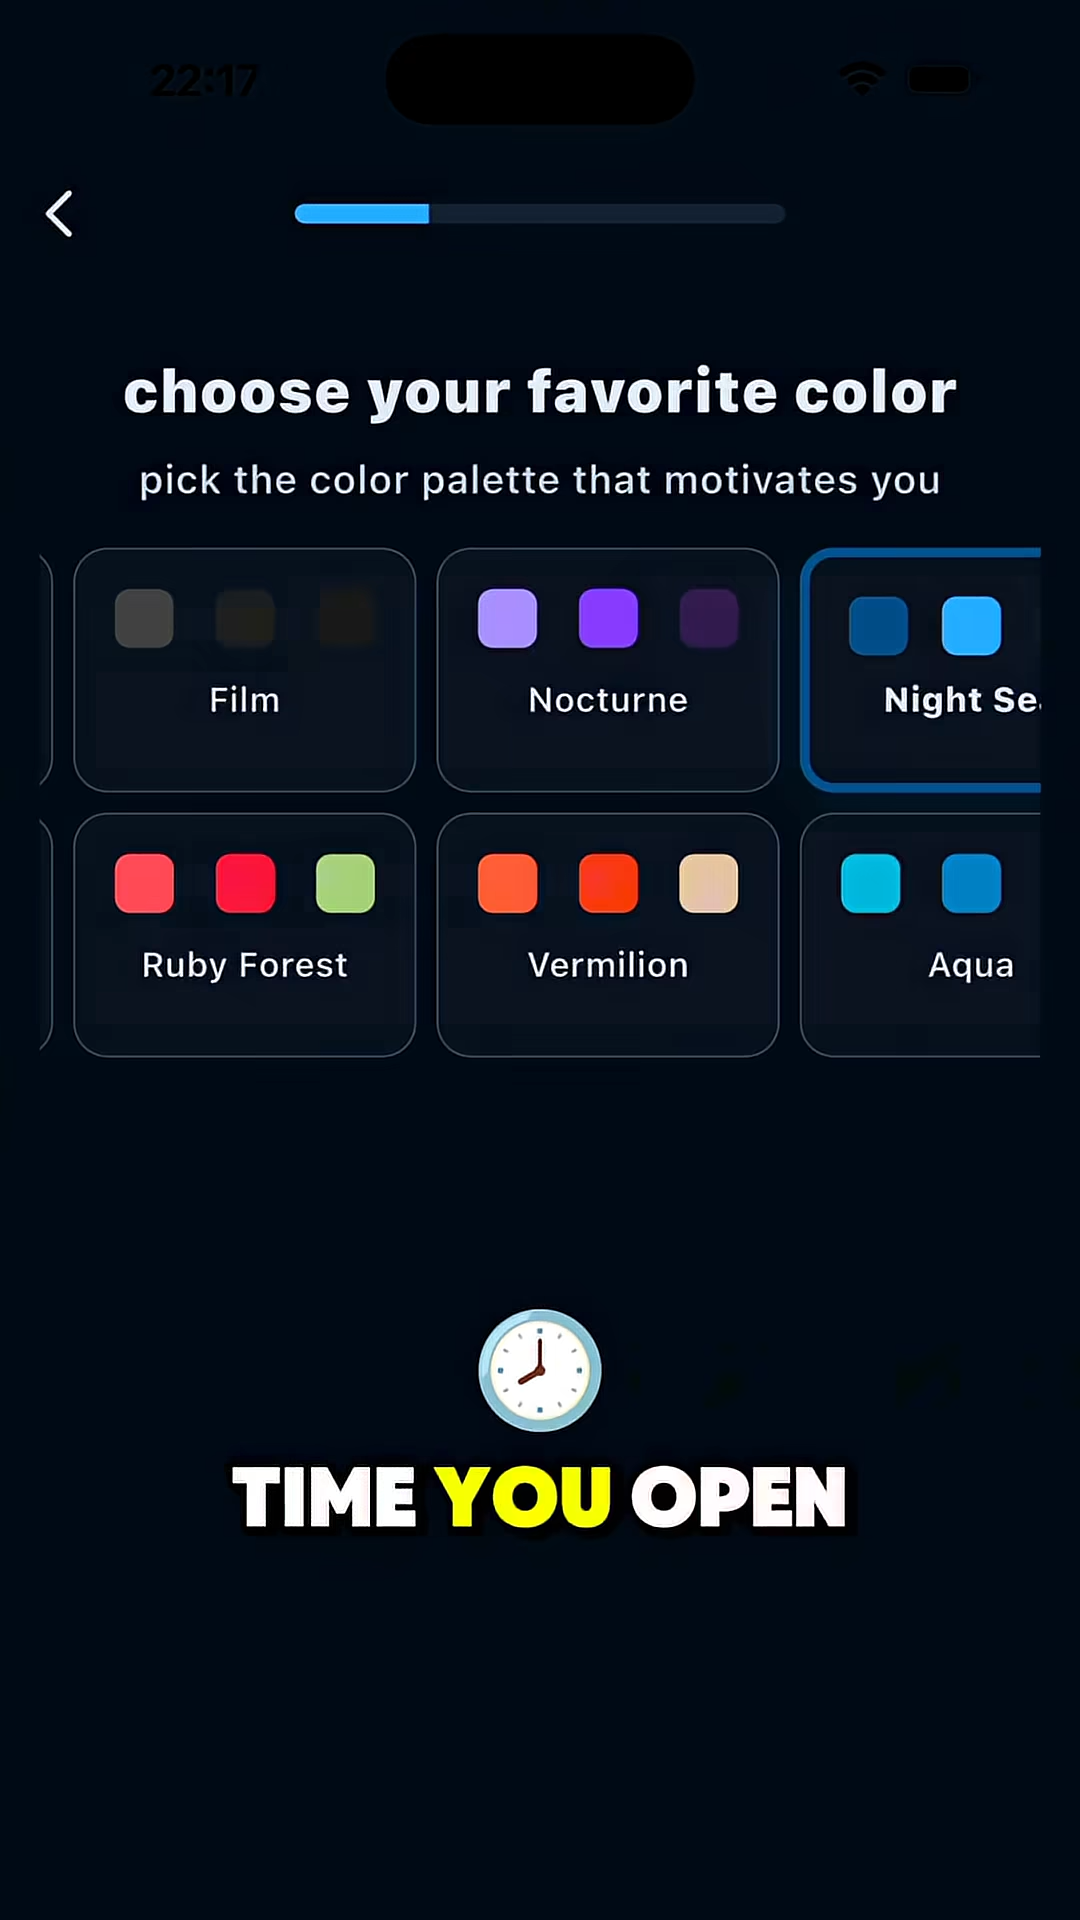 22:17
choose your favorite color
pick the color palette that motivates you
Film
Nocturne
Night
Ruby Forest
Vermilion
Aqua
TIME YOU OPEN